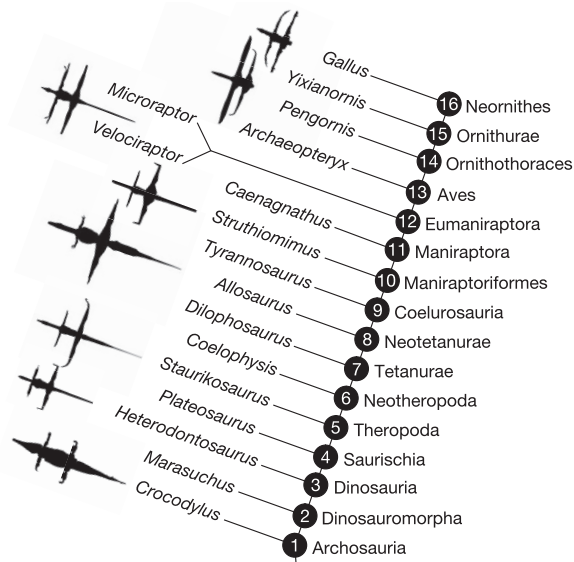 Gallus
16 Neornithes
Yixianornis
15 Ornithurae
Pengornis
14 Ornithothoraces
Archaeopteryx
13 Aves
Microraptor
Velociraptor
12 Eumaniraptora
Caenagnathus
11 Maniraptora
Struthiomimus
10 Maniraptoriformes
Tyrannosaurus
9 Coelurosauria
Allosaurus
8 Neotetanurae
Dilophosaurus
7 Tetanurae
Coelophysis
6 Neotheropoda
Staurikosaurus
5 Theropoda
Plateosaurus
4 Saurischia
Heterodontosaurus
3 Dinosauria
Marasuchus
2 Dinosauromorpha
Crocodylus
1 Archosauria